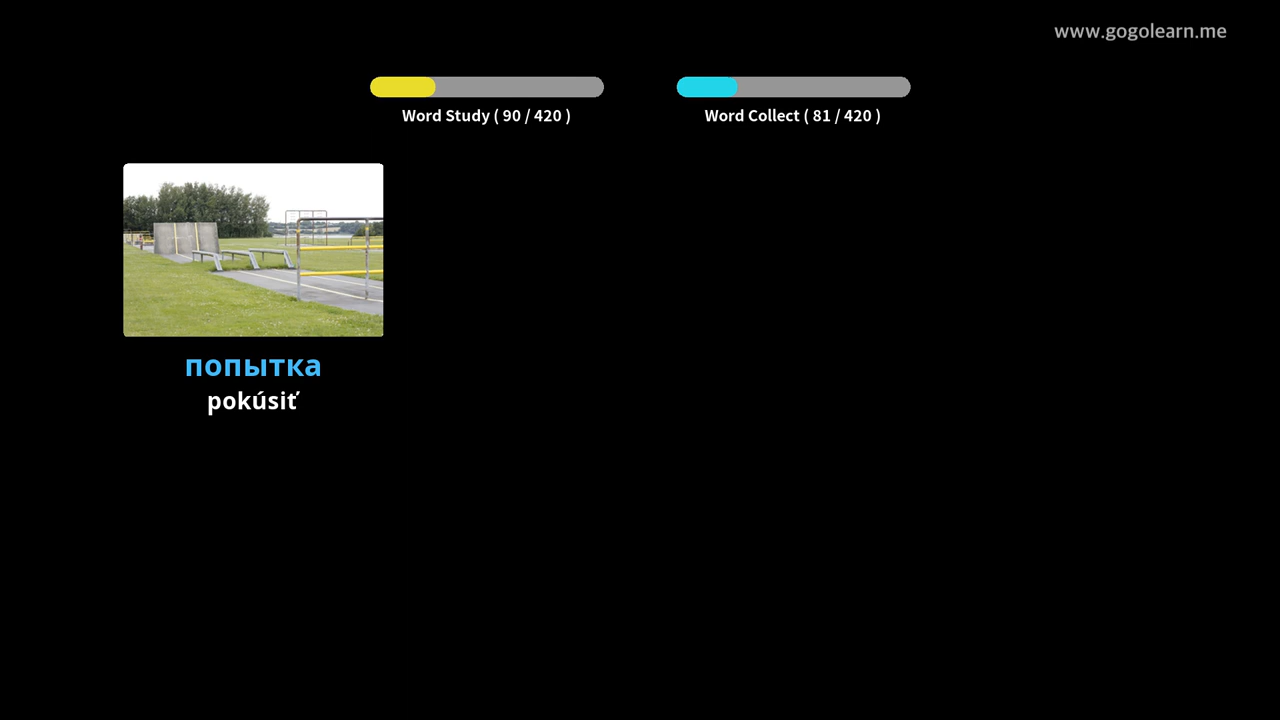 www.gogolearn.me
Word Study ( 90 / 420 )
Word Collect ( 81 / 420 )
попытка
pokúsiť